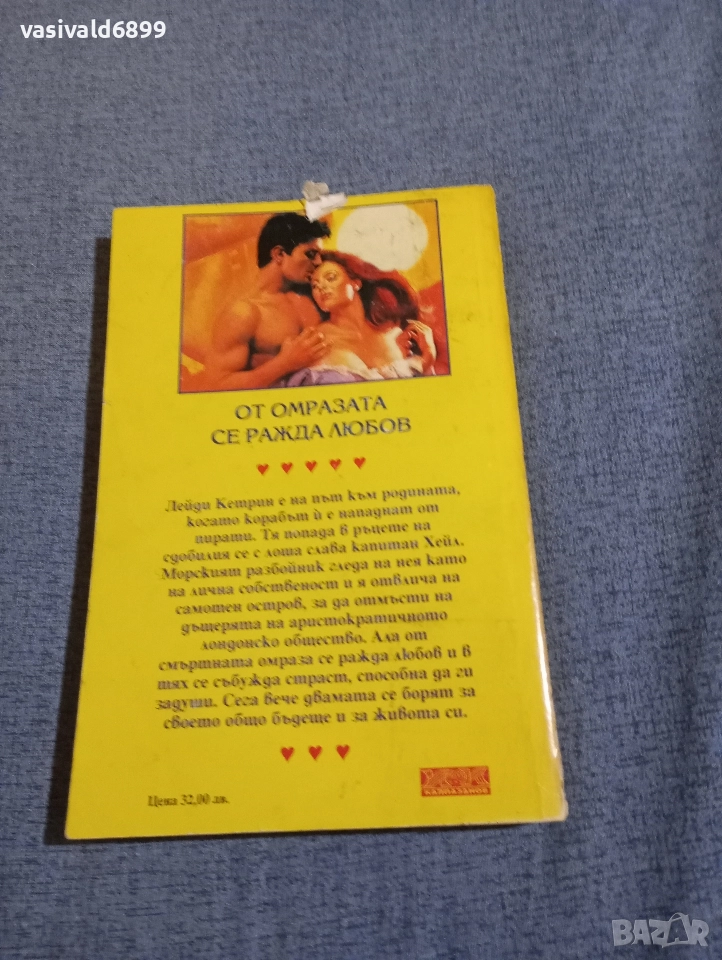 vasivald6899
ОТ ОМРАЗАТА
СЕ РАЖДА ЛЮБОВ
Лейди Кетрин е на път към родината,
когато корабът ѝ е нападнат от
пирати. Тя попада в ръцете на
сдобилия се с лоша слава капитан Хейл.
Морският разбойник гледа на нея като
на лична собственост и я отвлича на
самотен остров, за да отмъсти на
дъщерята на аристократичното
лондонско общество. Ала от
смъртната омраза се ражда любов и в
тях се събужда страст, способна да ги
задуши. Сега вече двамата се борят за
своето общо бъдеще и за живота си.
Цена 32,00 лв.
КАЛПАЗАНОВ
BAZAR